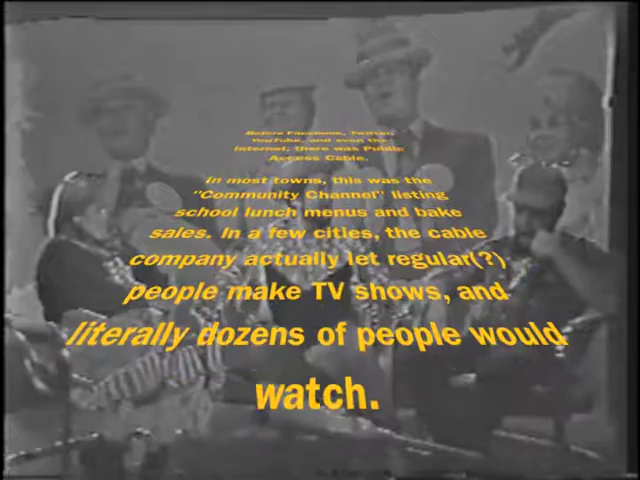 Before Facebook, Twitter,
YouTube, and even the
Internet, there was Public
Access Cable.
In most towns, this was the
"Community Channel" listing
school lunch menus and bake
sales. In a few cities, the cable
company actually let regular(?)
people make TV shows, and
literally dozens of people would
watch.